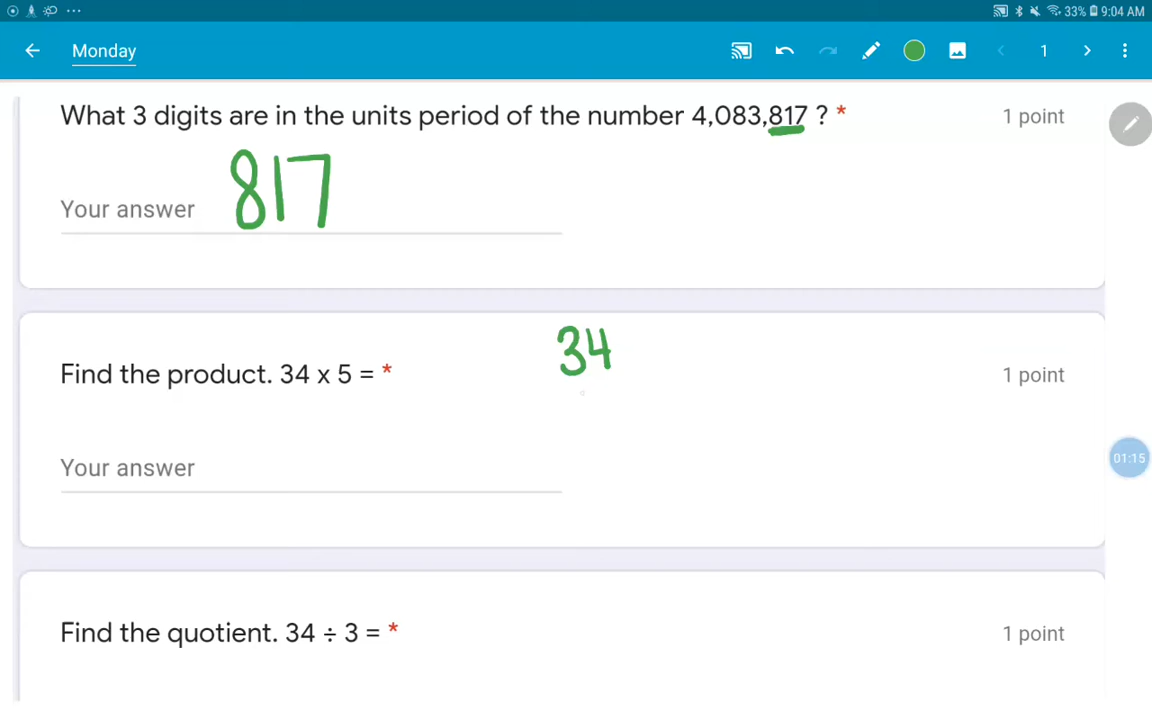 33% 9:04 AM
Monday
1
What 3 digits are in the units period of the number 4,083,817 ? *
1 point
817
Your answer
34
Find the product. 34 x 5 = *
1 point
01:15
Your answer
Find the quotient. 34 ÷ 3 = *
1 point